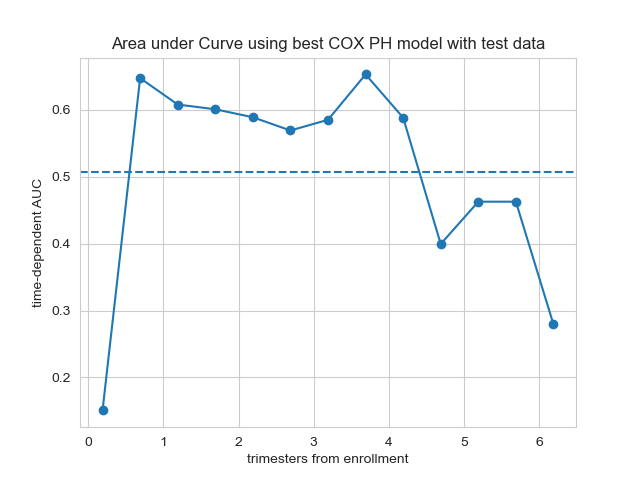 Area under Curve using best COX PH model with test data
time-dependent AUC
0.6
0.5
0.4
0.3
0.2
0 1 2 3 4 5 6
trimesters from enrollment